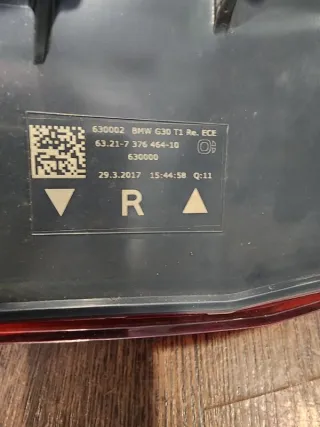 630002 BMW G30 T1 Re. ECE
63.21-7 376 464-10
630000
29.3.2017 15:44:58 Q:11
R